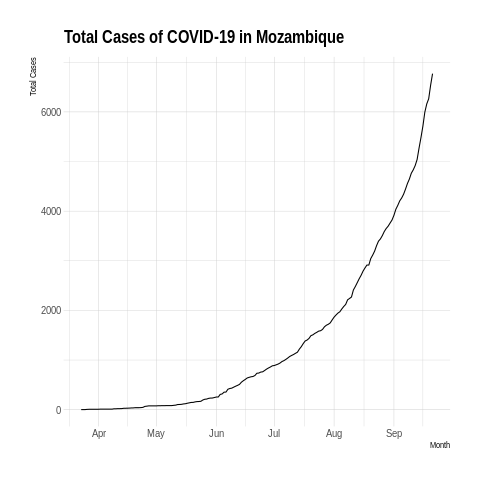 Total Cases of COVID-19 in Mozambique
Total Cases
6000
4000
2000
0
Apr May Jun Jul Aug Sep
Month